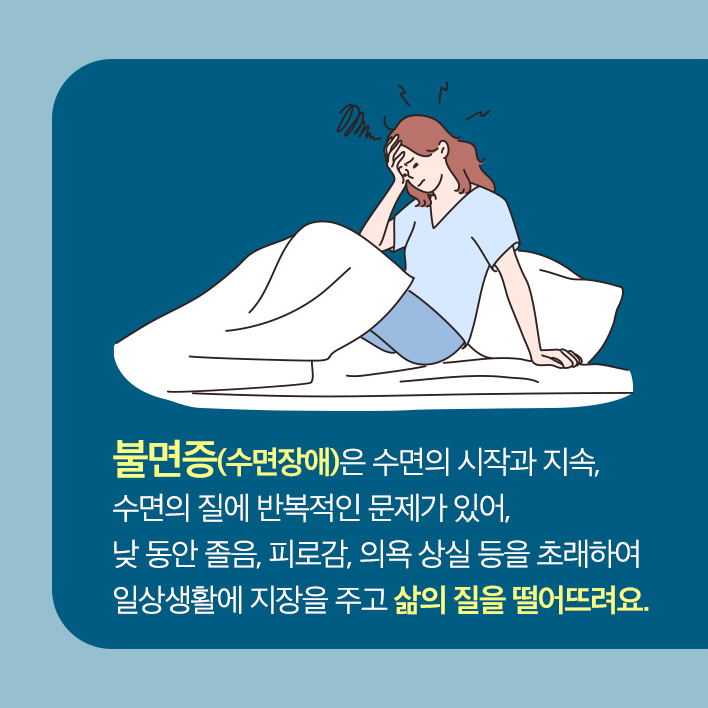 불면증(수면장애)은 수면의 시작과 지속,
수면의 질에 반복적인 문제가 있어,
낮 동안 졸음, 피로감, 의욕 상실 등을 초래하여
일상생활에 지장을 주고 삶의 질을 떨어뜨려요.